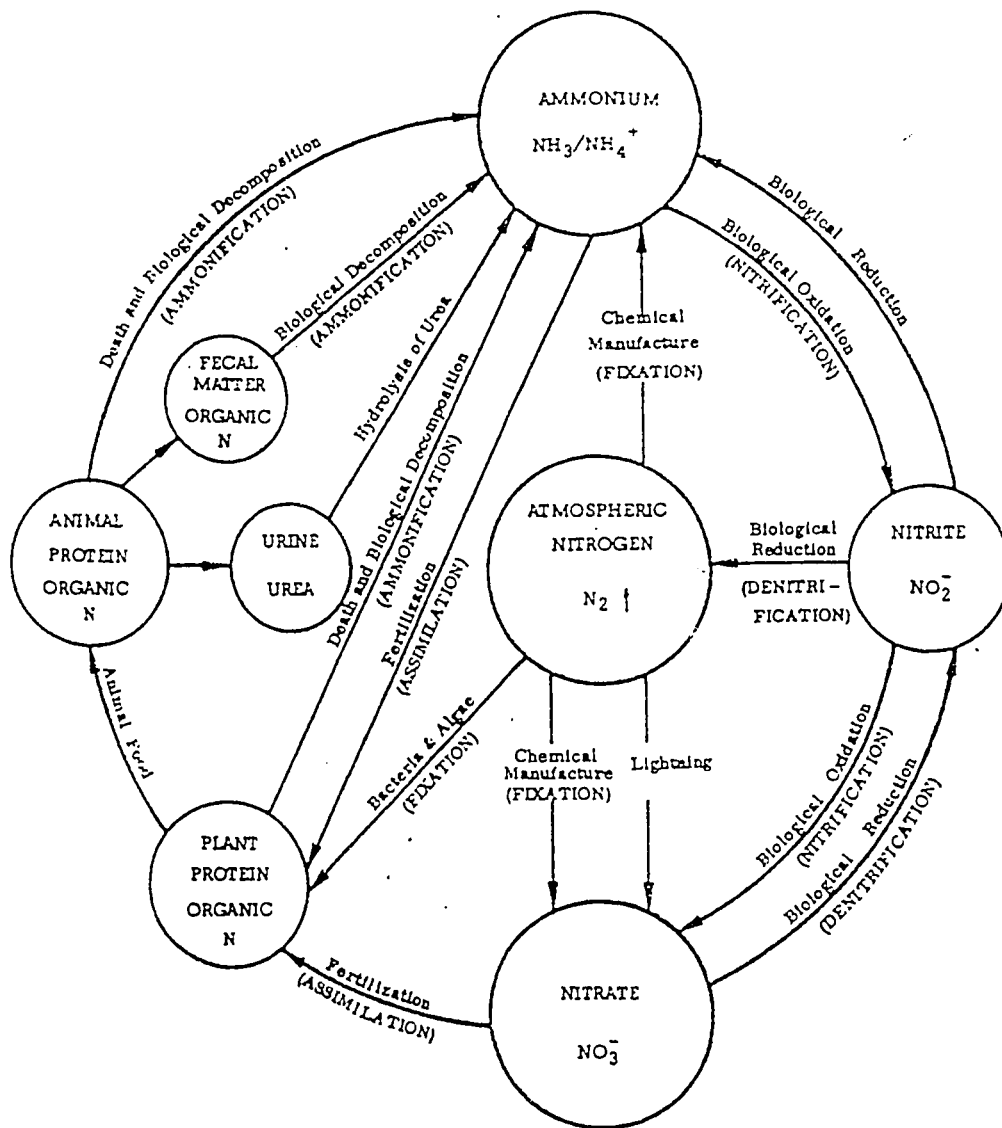 AMMONIUM
NH₃/NH₄⁺
Death and Biological Decomposition
(AMMONIFICATION)
Biological Decomposition
(AMMONIFICATION)
Hydrolysis of Urea
Death and Biological Decomposition
(AMMONIFICATION)
Fertilization
(ASSIMILATION)
Chemical
Manufacture
(FIXATION)
Biological Oxidation
(NITRIFICATION)
Biological Reduction
FECAL
MATTER
ORGANIC
N
ANIMAL
PROTEIN
ORGANIC
N
URINE
UREA
ATMOSPHERIC
NITROGEN
N₂ ↑
Biological
Reduction
(DENITRI-
FICATION)
NITRITE
NO₂⁻
Animal Food
Bacteria & Algae
(FIXATION)
Chemical
Manufacture
(FIXATION)
Lightning
Biological Oxidation
(NITRIFICATION)
Biological Reduction
(DENITRIFICATION)
PLANT
PROTEIN
ORGANIC
N
Fertilization
(ASSIMILATION)
NITRATE
NO₃⁻